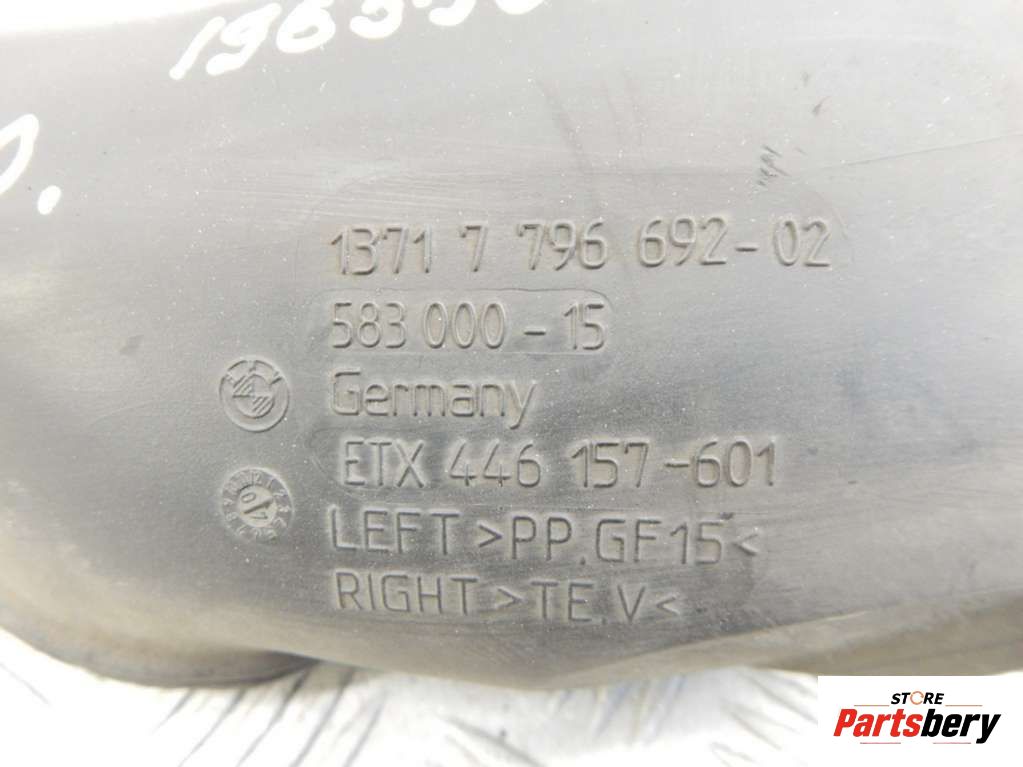 1371 7 796 692-02
583 000-15
Germany
ETX 446 157-601
LEFT >PP.GF15<
RIGHT >TE.V<
STORE
Partsbery